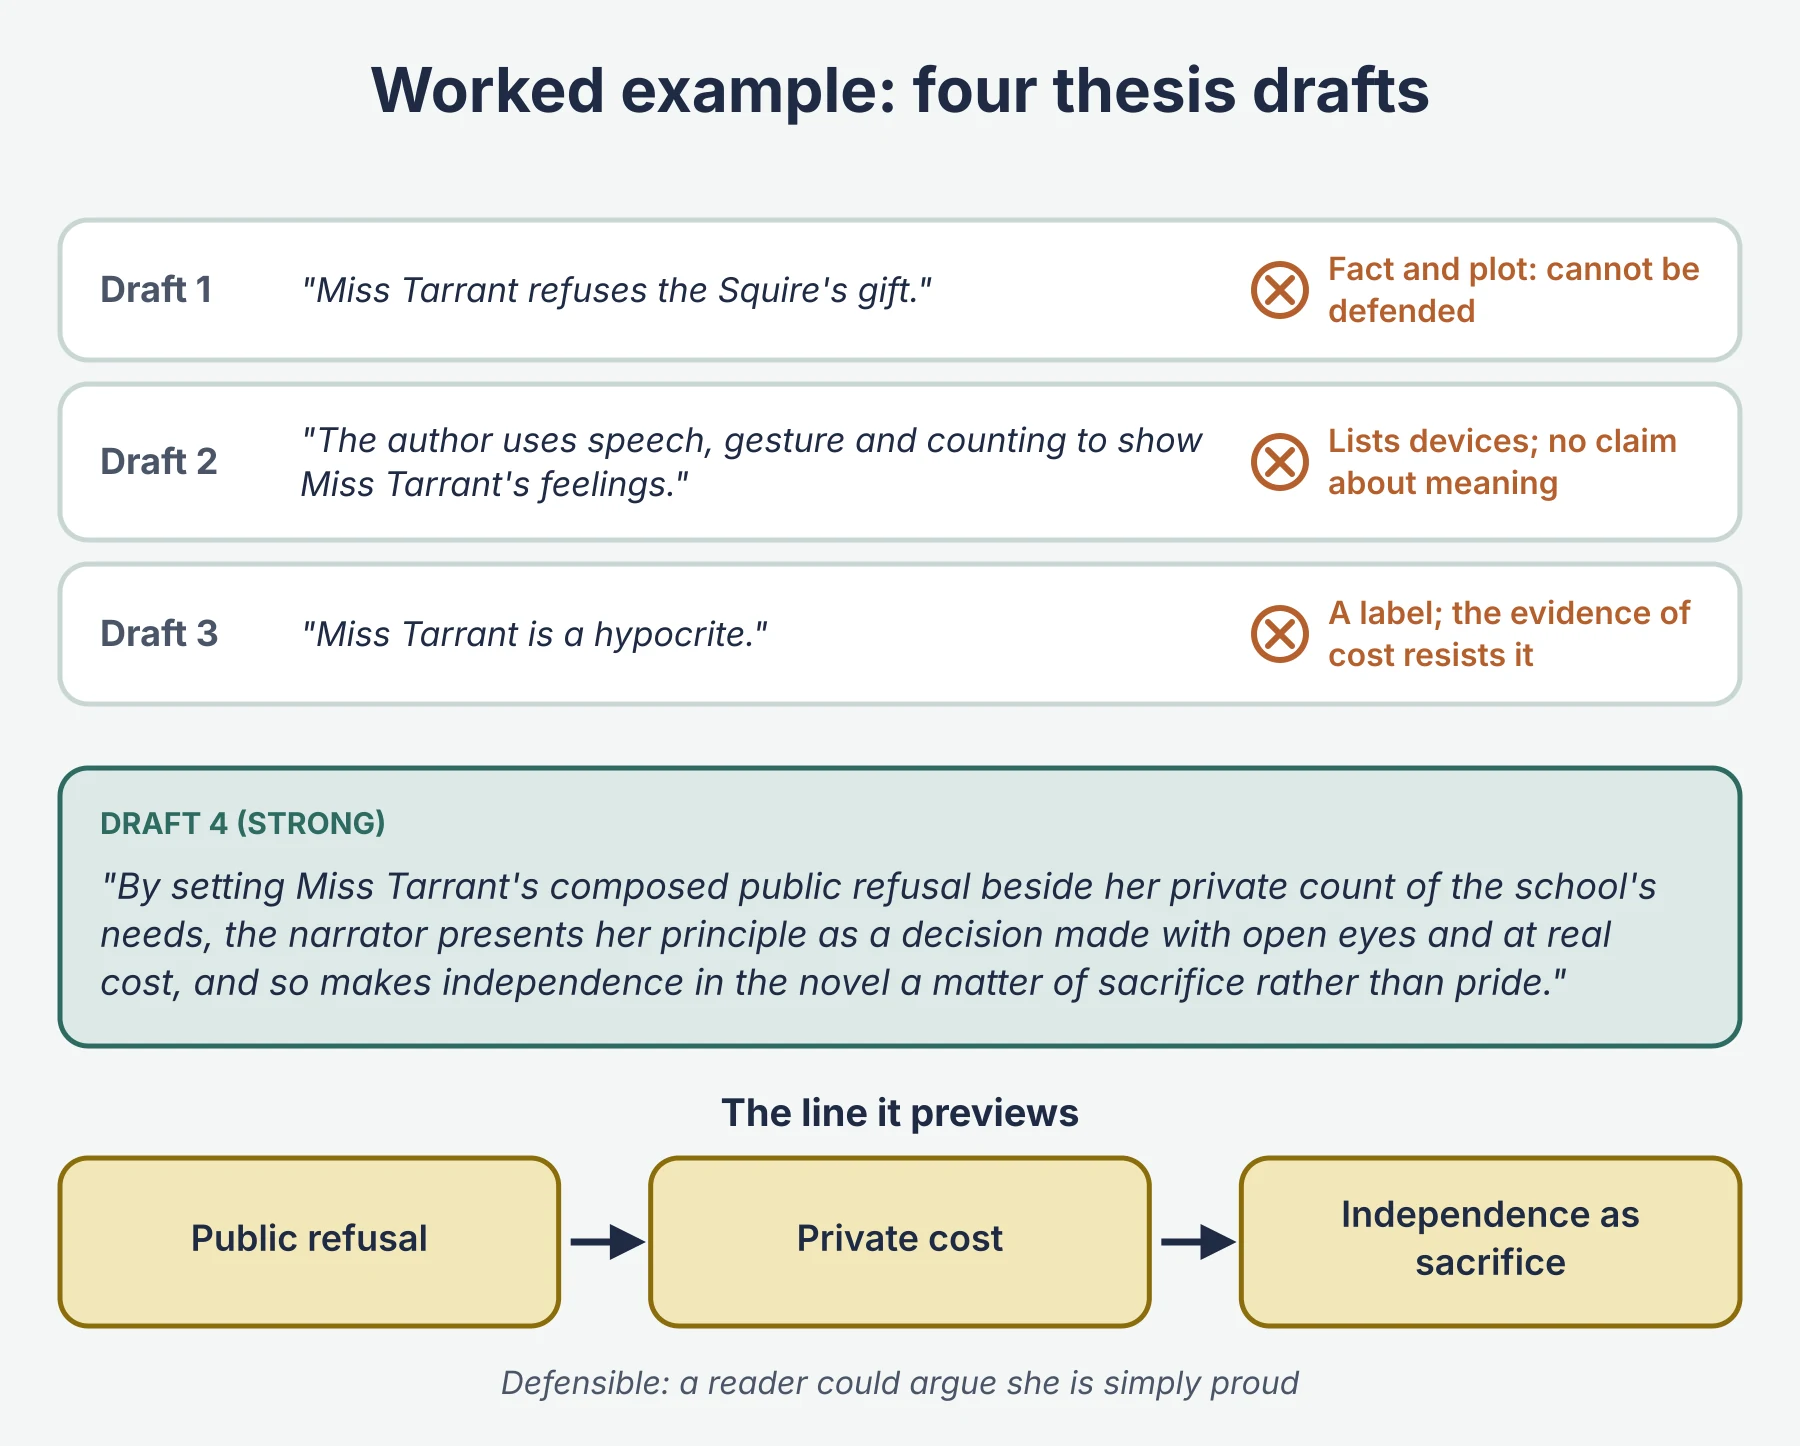 Worked example: four thesis drafts
Draft 1
"Miss Tarrant refuses the Squire's gift."
Fact and plot: cannot be
defended
Draft 2
"The author uses speech, gesture and counting to show
Miss Tarrant's feelings."
Lists devices; no claim
about meaning
Draft 3
"Miss Tarrant is a hypocrite."
A label; the evidence of
cost resists it
DRAFT 4 (STRONG)
"By setting Miss Tarrant's composed public refusal beside her private count of the school's
needs, the narrator presents her principle as a decision made with open eyes and at real
cost, and so makes independence in the novel a matter of sacrifice rather than pride."
The line it previews
Public refusal
Private cost
Independence as
sacrifice
Defensible: a reader could argue she is simply proud